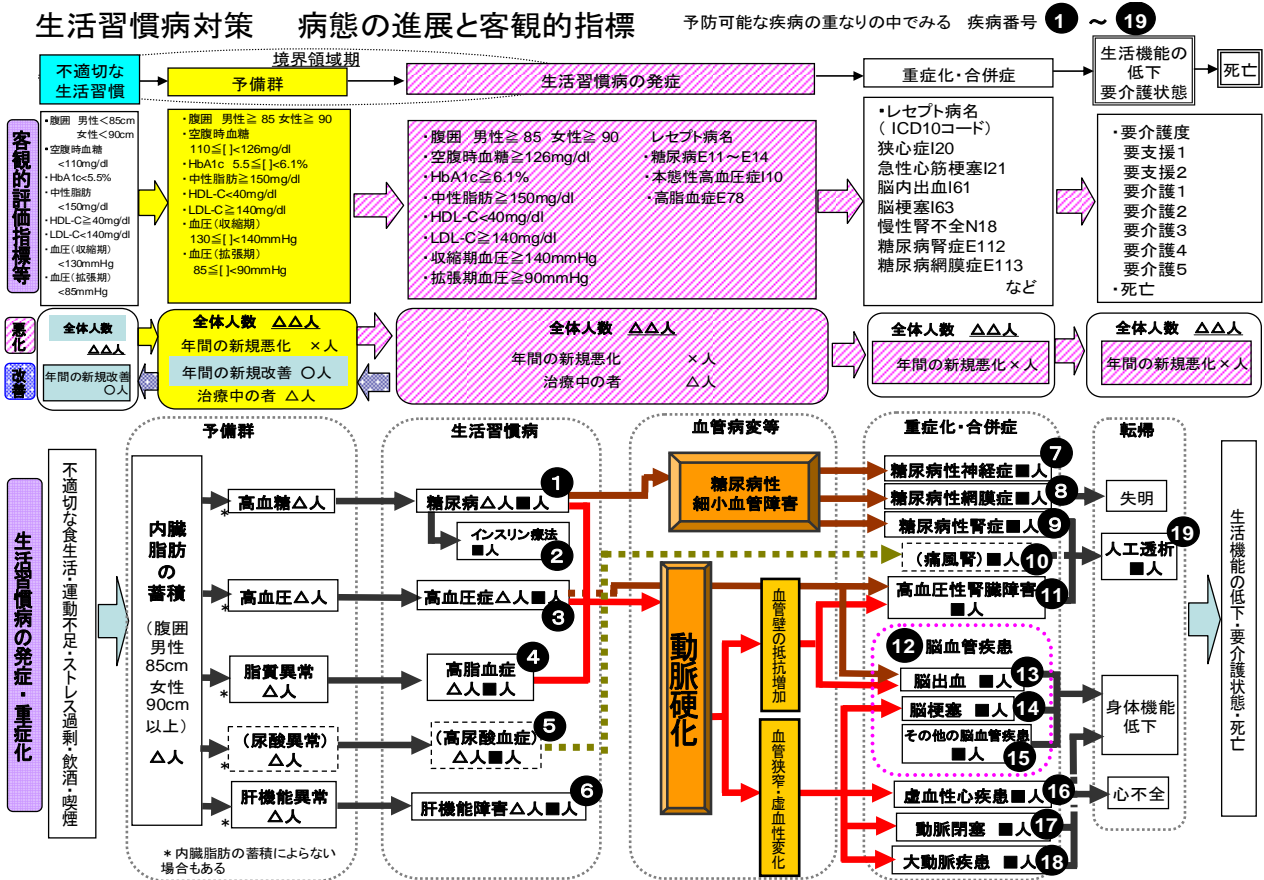 生活習慣病対策　病態の進展と客観的指標
予防可能な疾病の重なりの中でみる　疾病番号 1 ～ 19
境界領域期
不適切な
生活習慣
予備群
生活習慣病の発症
重症化・合併症
生活機能の
低下
要介護状態
死亡
客観的評価指標等
・腹囲　男性<85cm
女性<90cm
・空腹時血糖
<110mg/dl
・HbA1c<5.5%
・中性脂肪
<150mg/dl
・HDL-C≧40mg/dl
・LDL-C<140mg/dl
・血圧（収縮期）
<130mmHg
・血圧（拡張期）
<85mmHg
・腹囲　男性≧ 85 女性≧ 90
・空腹時血糖
110≦[ ]<126mg/dl
・HbA1c 5.5≦[ ]<6.1%
・中性脂肪≧150mg/dl
・HDL-C<40mg/dl
・LDL-C≧140mg/dl
・血圧（収縮期）
130≦[ ]<140mmHg
・血圧（拡張期）
85≦[ ]<90mmHg
・腹囲　男性≧ 85 女性≧ 90
・空腹時血糖≧126mg/dl
・HbA1c≧6.1%
・中性脂肪≧150mg/dl
・HDL-C<40mg/dl
・LDL-C≧140mg/dl
・収縮期血圧≧140mmHg
・拡張期血圧≧90mmHg
レセプト病名
・糖尿病E11～E14
・本態性高血圧症I10
・高脂血症E78
・レセプト病名
（ ICD10コード）
狭心症I20
急性心筋梗塞I21
脳内出血I61
脳梗塞I63
慢性腎不全N18
糖尿病腎症E112
糖尿病網膜症E113
など
・要介護度
要支援1
要支援2
要介護1
要介護2
要介護3
要介護4
要介護5
・死亡
悪化
改善
全体人数
△△人
年間の新規改善
〇人
全体人数　△△人
年間の新規悪化　×人
年間の新規改善　〇人
治療中の者　△人
全体人数　△△人
年間の新規悪化　×人
治療中の者　△人
全体人数　△△人
年間の新規悪化×人
全体人数　△△人
年間の新規悪化×人
生活習慣病の発症・重症化
不適切な食生活・運動不足・ストレス過剰・飲酒・喫煙
予備群
内臓
脂肪
の
蓄積
（腹囲
男性
85cm
女性
90cm
以上）
△人
高血糖△人
*
高血圧△人
*
脂質異常
△人
*
（尿酸異常）
△人
*
肝機能異常
△人
*
*内臓脂肪の蓄積によらない
場合もある
生活習慣病
糖尿病△人■人
1
インスリン療法
■人
2
高血圧症△人■人
3
高脂血症
△人■人
4
（高尿酸血症）
△人■人
5
肝機能障害△人■人
6
血管病変等
糖尿病性
細小血管障害
動脈硬化
血管壁の抵抗増加
血管狭窄・虚血性変化
重症化・合併症
糖尿病性神経症■人
7
糖尿病性網膜症■人
8
糖尿病性腎症■人
9
（痛風腎）■人
10
高血圧性腎臓障害
■人
11
12
脳血管疾患
脳出血　■人
13
脳梗塞　■人
14
その他の脳血管疾患
■人
15
虚血性心疾患■人
16
動脈閉塞　■人
17
大動脈疾患　■人
18
転帰
失明
人工透析
■人
19
身体機能
低下
心不全
生活機能の低下・要介護状態・死亡